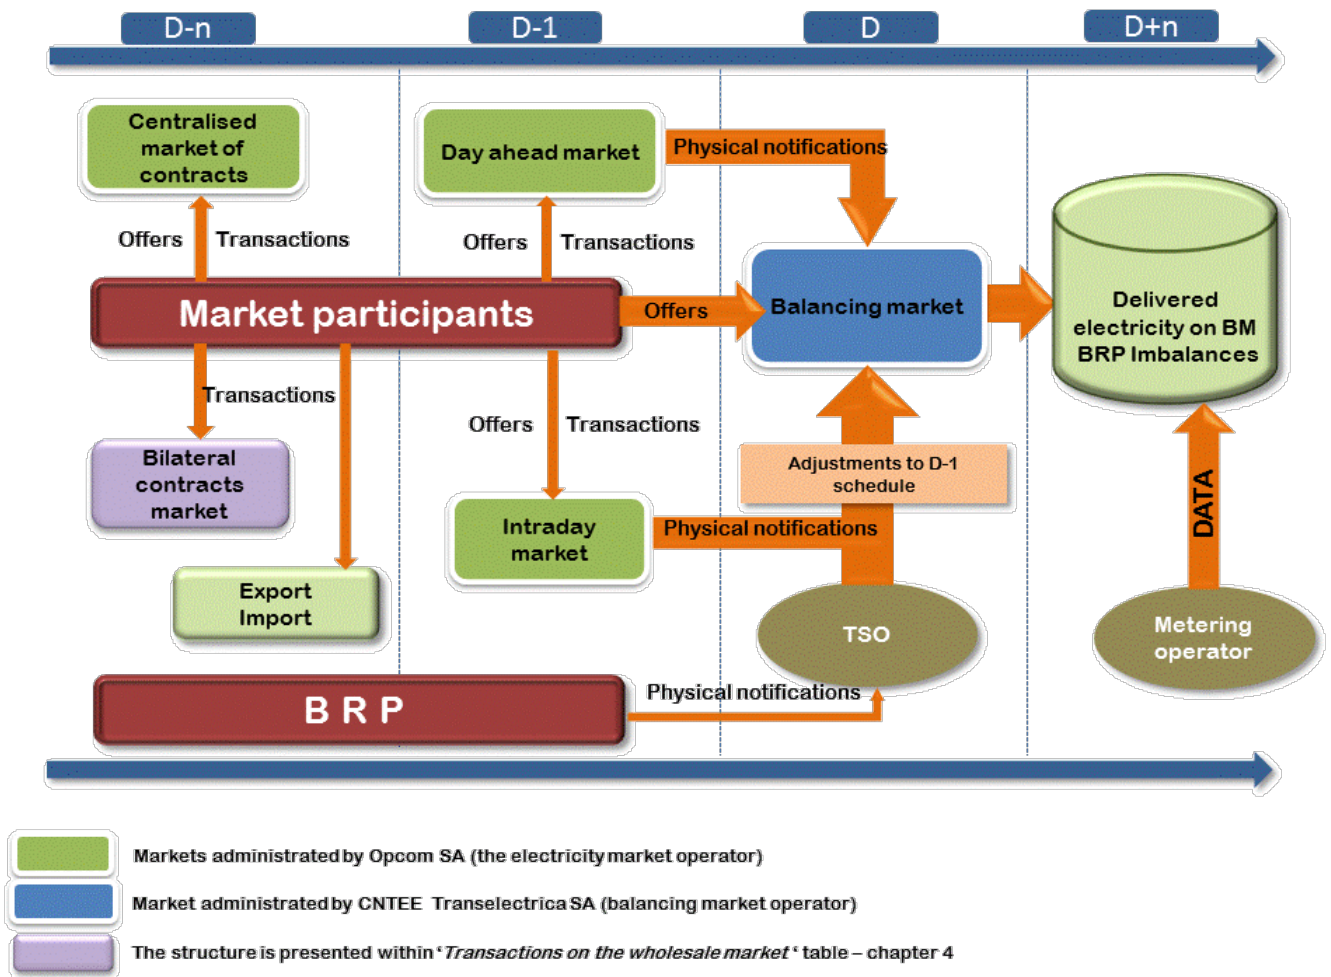 D-n
D-1
D
D+n
Centralised
market of
contracts
Day ahead market
Physical notifications
Offers
Transactions
Offers
Transactions
Market participants
Offers
Balancing market
Delivered
electricity on BM
BRP Imbalances
Transactions
Offers
Transactions
Bilateral
contracts
market
Adjustments to D-1
schedule
DATA
Intraday
market
Physical notifications
Export
Import
TSO
Metering
operator
B R P
Physical notifications
Markets administrated by Opcom SA (the electricity market operator)
Market administrated by CNTEE Transelectrica SA (balancing market operator)
The structure is presented within ‘Transactions on the wholesale market ‘ table – chapter 4